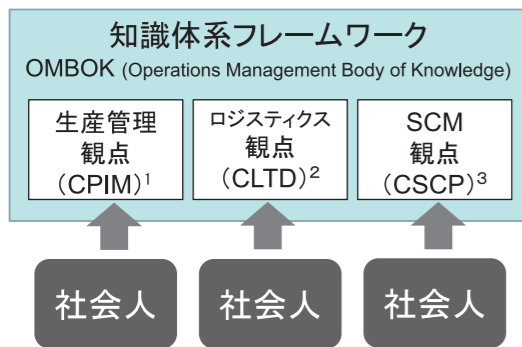 知識体系フレームワーク
OMBOK (Operations Management Body of Knowledge)
生産管理
観点
(CPIM)1
ロジスティクス
観点
(CLTD)2
SCM
観点
(CSCP)3
社会人
社会人
社会人